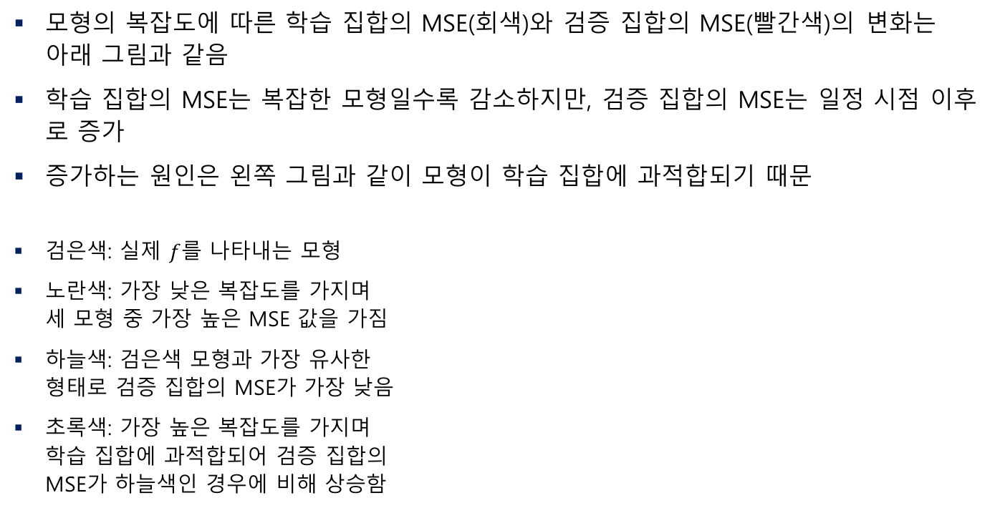 ▪ 모형의 복잡도에 따른 학습 집합의 MSE(회색)와 검증 집합의 MSE(빨간색)의 변화는
아래 그림과 같음
▪ 학습 집합의 MSE는 복잡한 모형일수록 감소하지만, 검증 집합의 MSE는 일정 시점 이후
로 증가
▪ 증가하는 원인은 왼쪽 그림과 같이 모형이 학습 집합에 과적합되기 때문
▪ 검은색: 실제 f를 나타내는 모형
▪ 노란색: 가장 낮은 복잡도를 가지며
세 모형 중 가장 높은 MSE 값을 가짐
▪ 하늘색: 검은색 모형과 가장 유사한
형태로 검증 집합의 MSE가 가장 낮음
▪ 초록색: 가장 높은 복잡도를 가지며
학습 집합에 과적합되어 검증 집합의
MSE가 하늘색인 경우에 비해 상승함